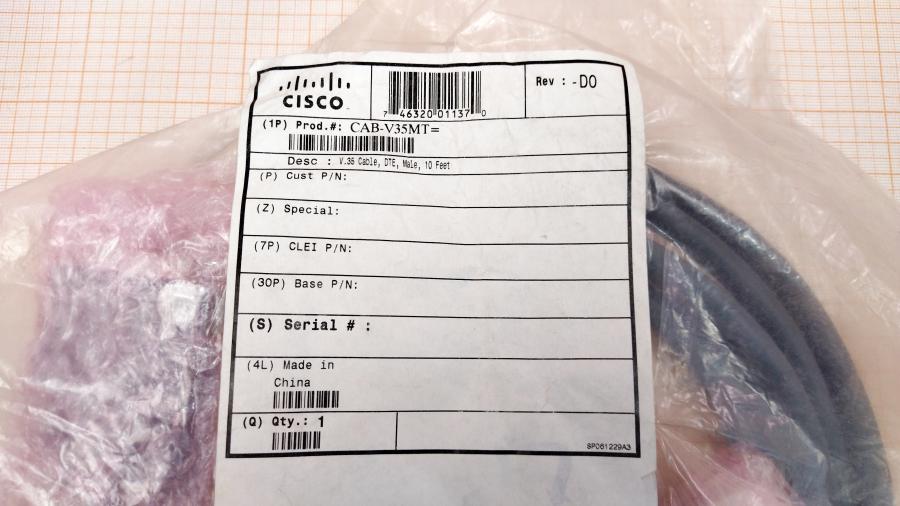 CISCO
7 46320 01137 0
Rev : -D0
(1P) Prod.#: CAB-V35MT=
Desc : V.35 Cable, DTE, Male, 10 Feet
(P) Cust P/N:
(Z) Special:
(7P) CLEI P/N:
(30P) Base P/N:
(S) Serial # :
(4L) Made in
China
(Q) Qty.: 1
SP061229A3